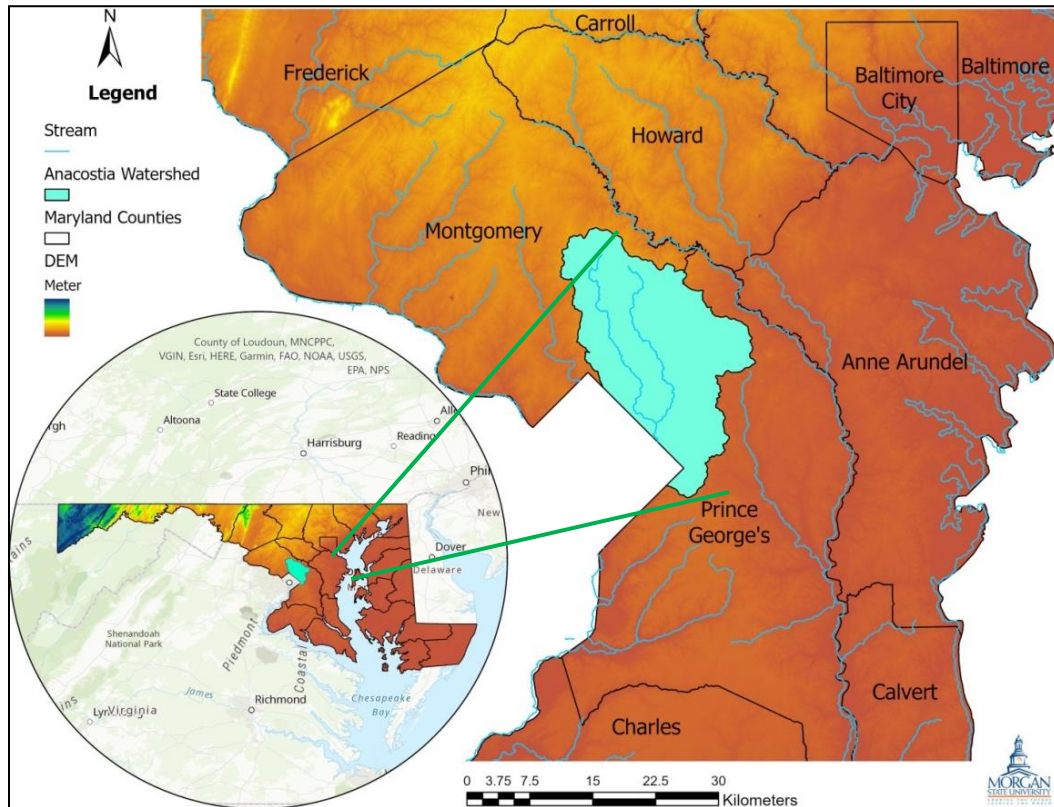 N
Legend
Stream
Anacostia Watershed
Maryland Counties
DEM
Meter
Carroll
Frederick
Baltimore
City
Baltimore
Howard
Montgomery
Anne Arundel
Prince
George's
Calvert
Charles
County of Loudoun, MNCPPC,
VGIN, Esri, HERE, Garmin, FAO, NOAA, USGS,
EPA, NPS
State College
Altoona
Harrisburg
Reading
Dover
Delaware
Shenandoah
National Park
Piedmont
Coastal
Chesapeake
Bay
James
Virginia
Richmond
0 3.75 7.5 15 22.5 30
Kilometers
MORGAN
STATE UNIVERSITY